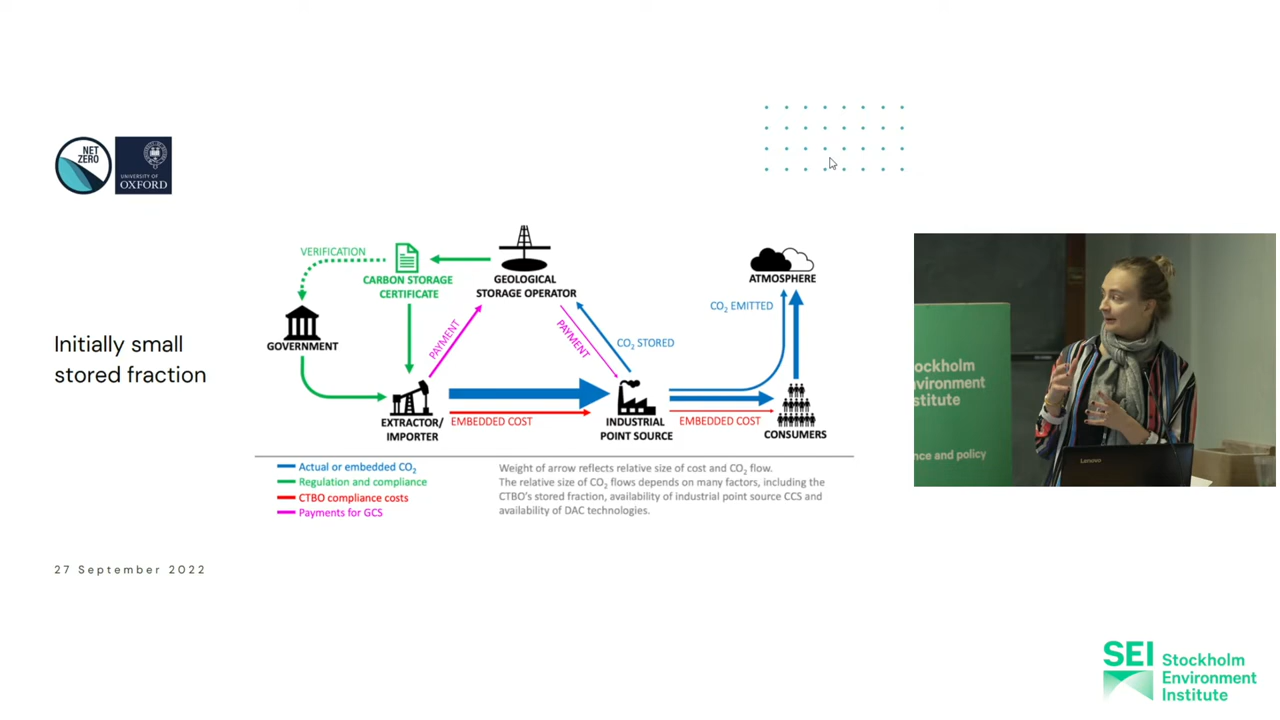 NET
ZERO
UNIVERSITY OF
OXFORD
Initially small
stored fraction
27 September 2022
VERIFICATION
CARBON STORAGE
CERTIFICATE
GEOLOGICAL
STORAGE OPERATOR
ATMOSPHERE
GOVERNMENT
PAYMENT
PAYMENT
CO₂ STORED
CO₂ EMITTED
EXTRACTOR/
IMPORTER
EMBEDDED COST
INDUSTRIAL
POINT SOURCE
EMBEDDED COST
CONSUMERS
Actual or embedded CO₂
Regulation and compliance
CTBO compliance costs
Payments for GCS
Weight of arrow reflects relative size of cost and CO₂ flow.
The relative size of CO₂ flows depends on many factors, including the
CTBO's stored fraction, availability of industrial point source CCS and
availability of DAC technologies.
tockholm
vironment
stitute
nce and policy
Lenovo
SEI Stockholm
Environment
Institute